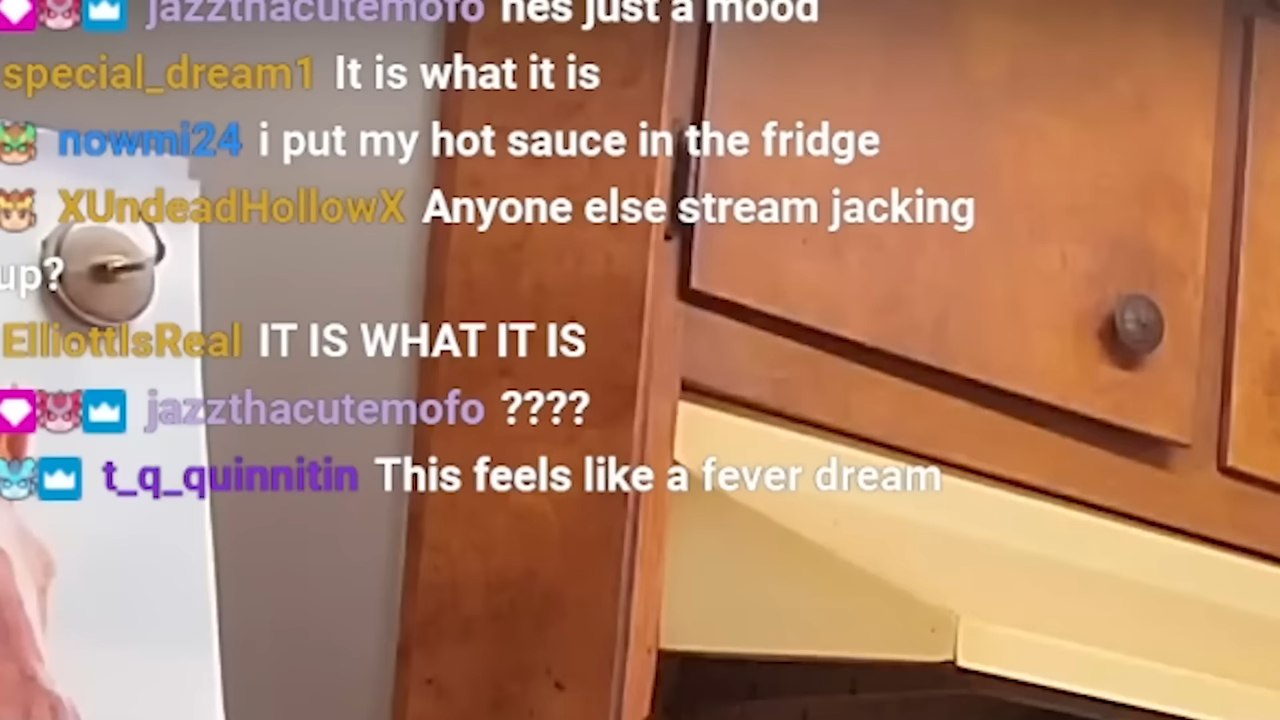 jazzthacutemofo hes just a mood
special_dream1 It is what it is
nowmi24 i put my hot sauce in the fridge
XUndeadHollowX Anyone else stream jacking
up?
ElliottIsReal IT IS WHAT IT IS
jazzthacutemofo ????
t_q_quinnitin This feels like a fever dream